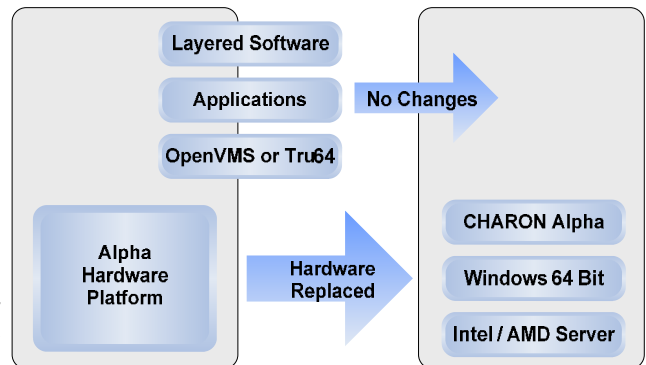 Layered Software
Applications
No Changes
OpenVMS or Tru64
Alpha
Hardware
Platform
Hardware
Replaced
CHARON Alpha
Windows 64 Bit
Intel / AMD Server